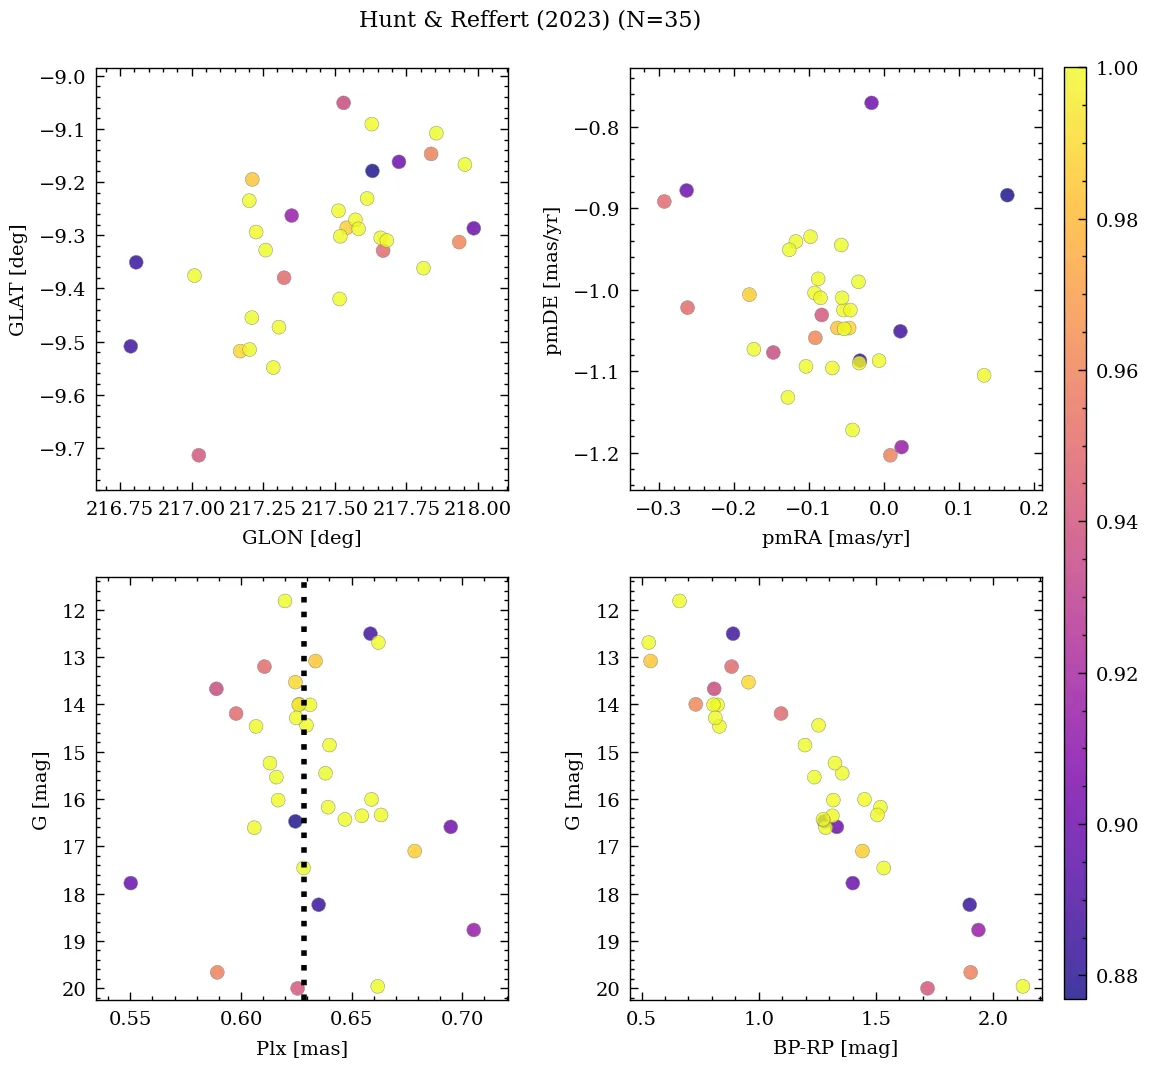 Hunt & Reffert (2023) (N=35)
−9.0
−9.1
−9.2
−9.3
−9.4
−9.5
−9.6
−9.7
GLAT [deg]
216.75 217.00 217.25 217.50 217.75 218.00
GLON [deg]
−0.8
−0.9
−1.0
−1.1
−1.2
pmDE [mas/yr]
−0.3 −0.2 −0.1 0.0 0.1 0.2
pmRA [mas/yr]
12
13
14
15
16
17
18
19
20
G [mag]
0.55 0.60 0.65 0.70
Plx [mas]
12
13
14
15
16
17
18
19
20
G [mag]
0.5 1.0 1.5 2.0
BP-RP [mag]
1.00
0.98
0.96
0.94
0.92
0.90
0.88